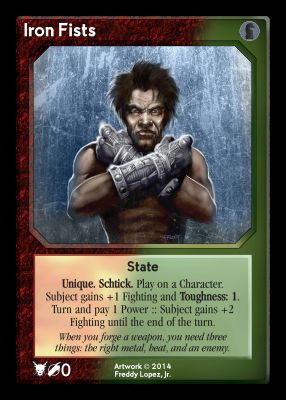 Iron Fists
State
Unique. Schtick. Play on a Character.
Subject gains +1 Fighting and Toughness: 1.
Turn and pay 1 Power :: Subject gains +2
Fighting until the end of the turn.
When you forge a weapon, you need three
things: the right metal, heat, and an enemy.
0
Artwork © 2014
Freddy Lopez, Jr.